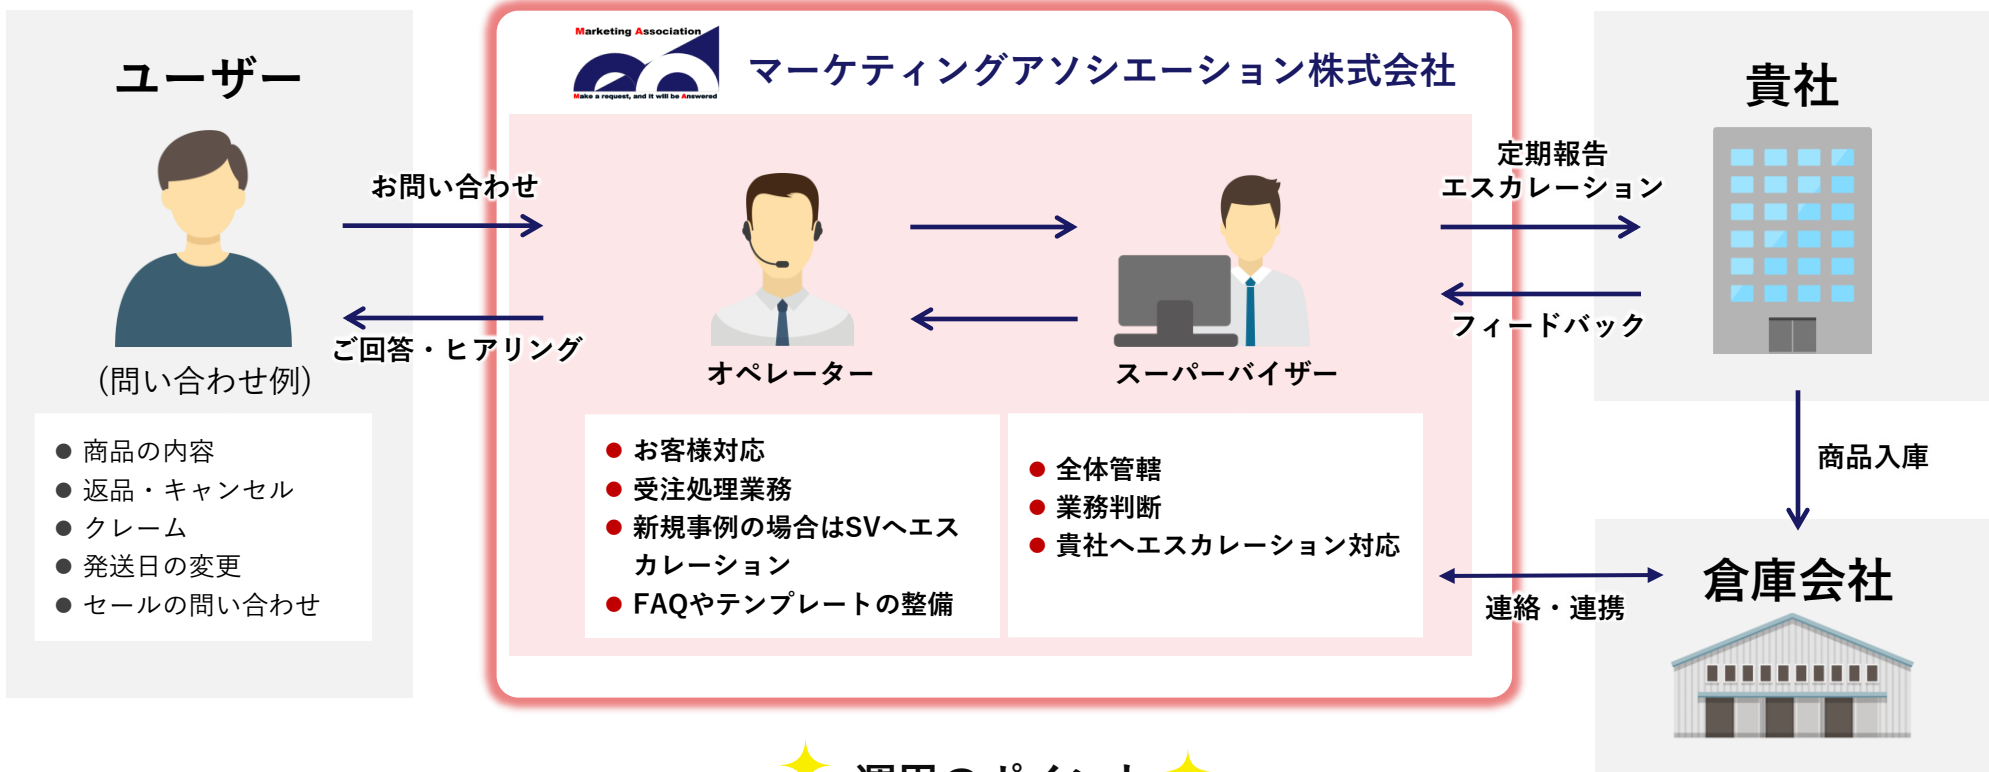 ユーザー
(問い合わせ例)
商品の内容
返品・キャンセル
クレーム
発送日の変更
セールの問い合わせ
お問い合わせ
ご回答・ヒアリング
Marketing Association
Make a request, and it will be Answered
マーケティングアソシエーション株式会社
オペレーター
お客様対応
受注処理業務
新規事例の場合はSVへエス
カレーション
FAQやテンプレートの整備
スーパーバイザー
全体管轄
業務判断
貴社へエスカレーション対応
定期報告
エスカレーション
フィードバック
貴社
商品入庫
連絡・連携
倉庫会社
運用のポイント